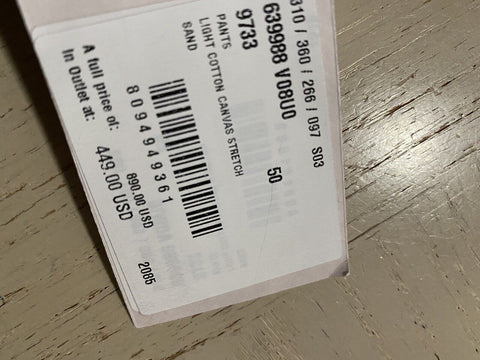 310 / 360 / 266 / 097 S03
639988 V08U0
9733 50
PANTS
LIGHT COTTON CANVAS STRETCH
SAND
8094949361
A full price of: 890.00 USD
In Outlet at: 449.00 USD
2085